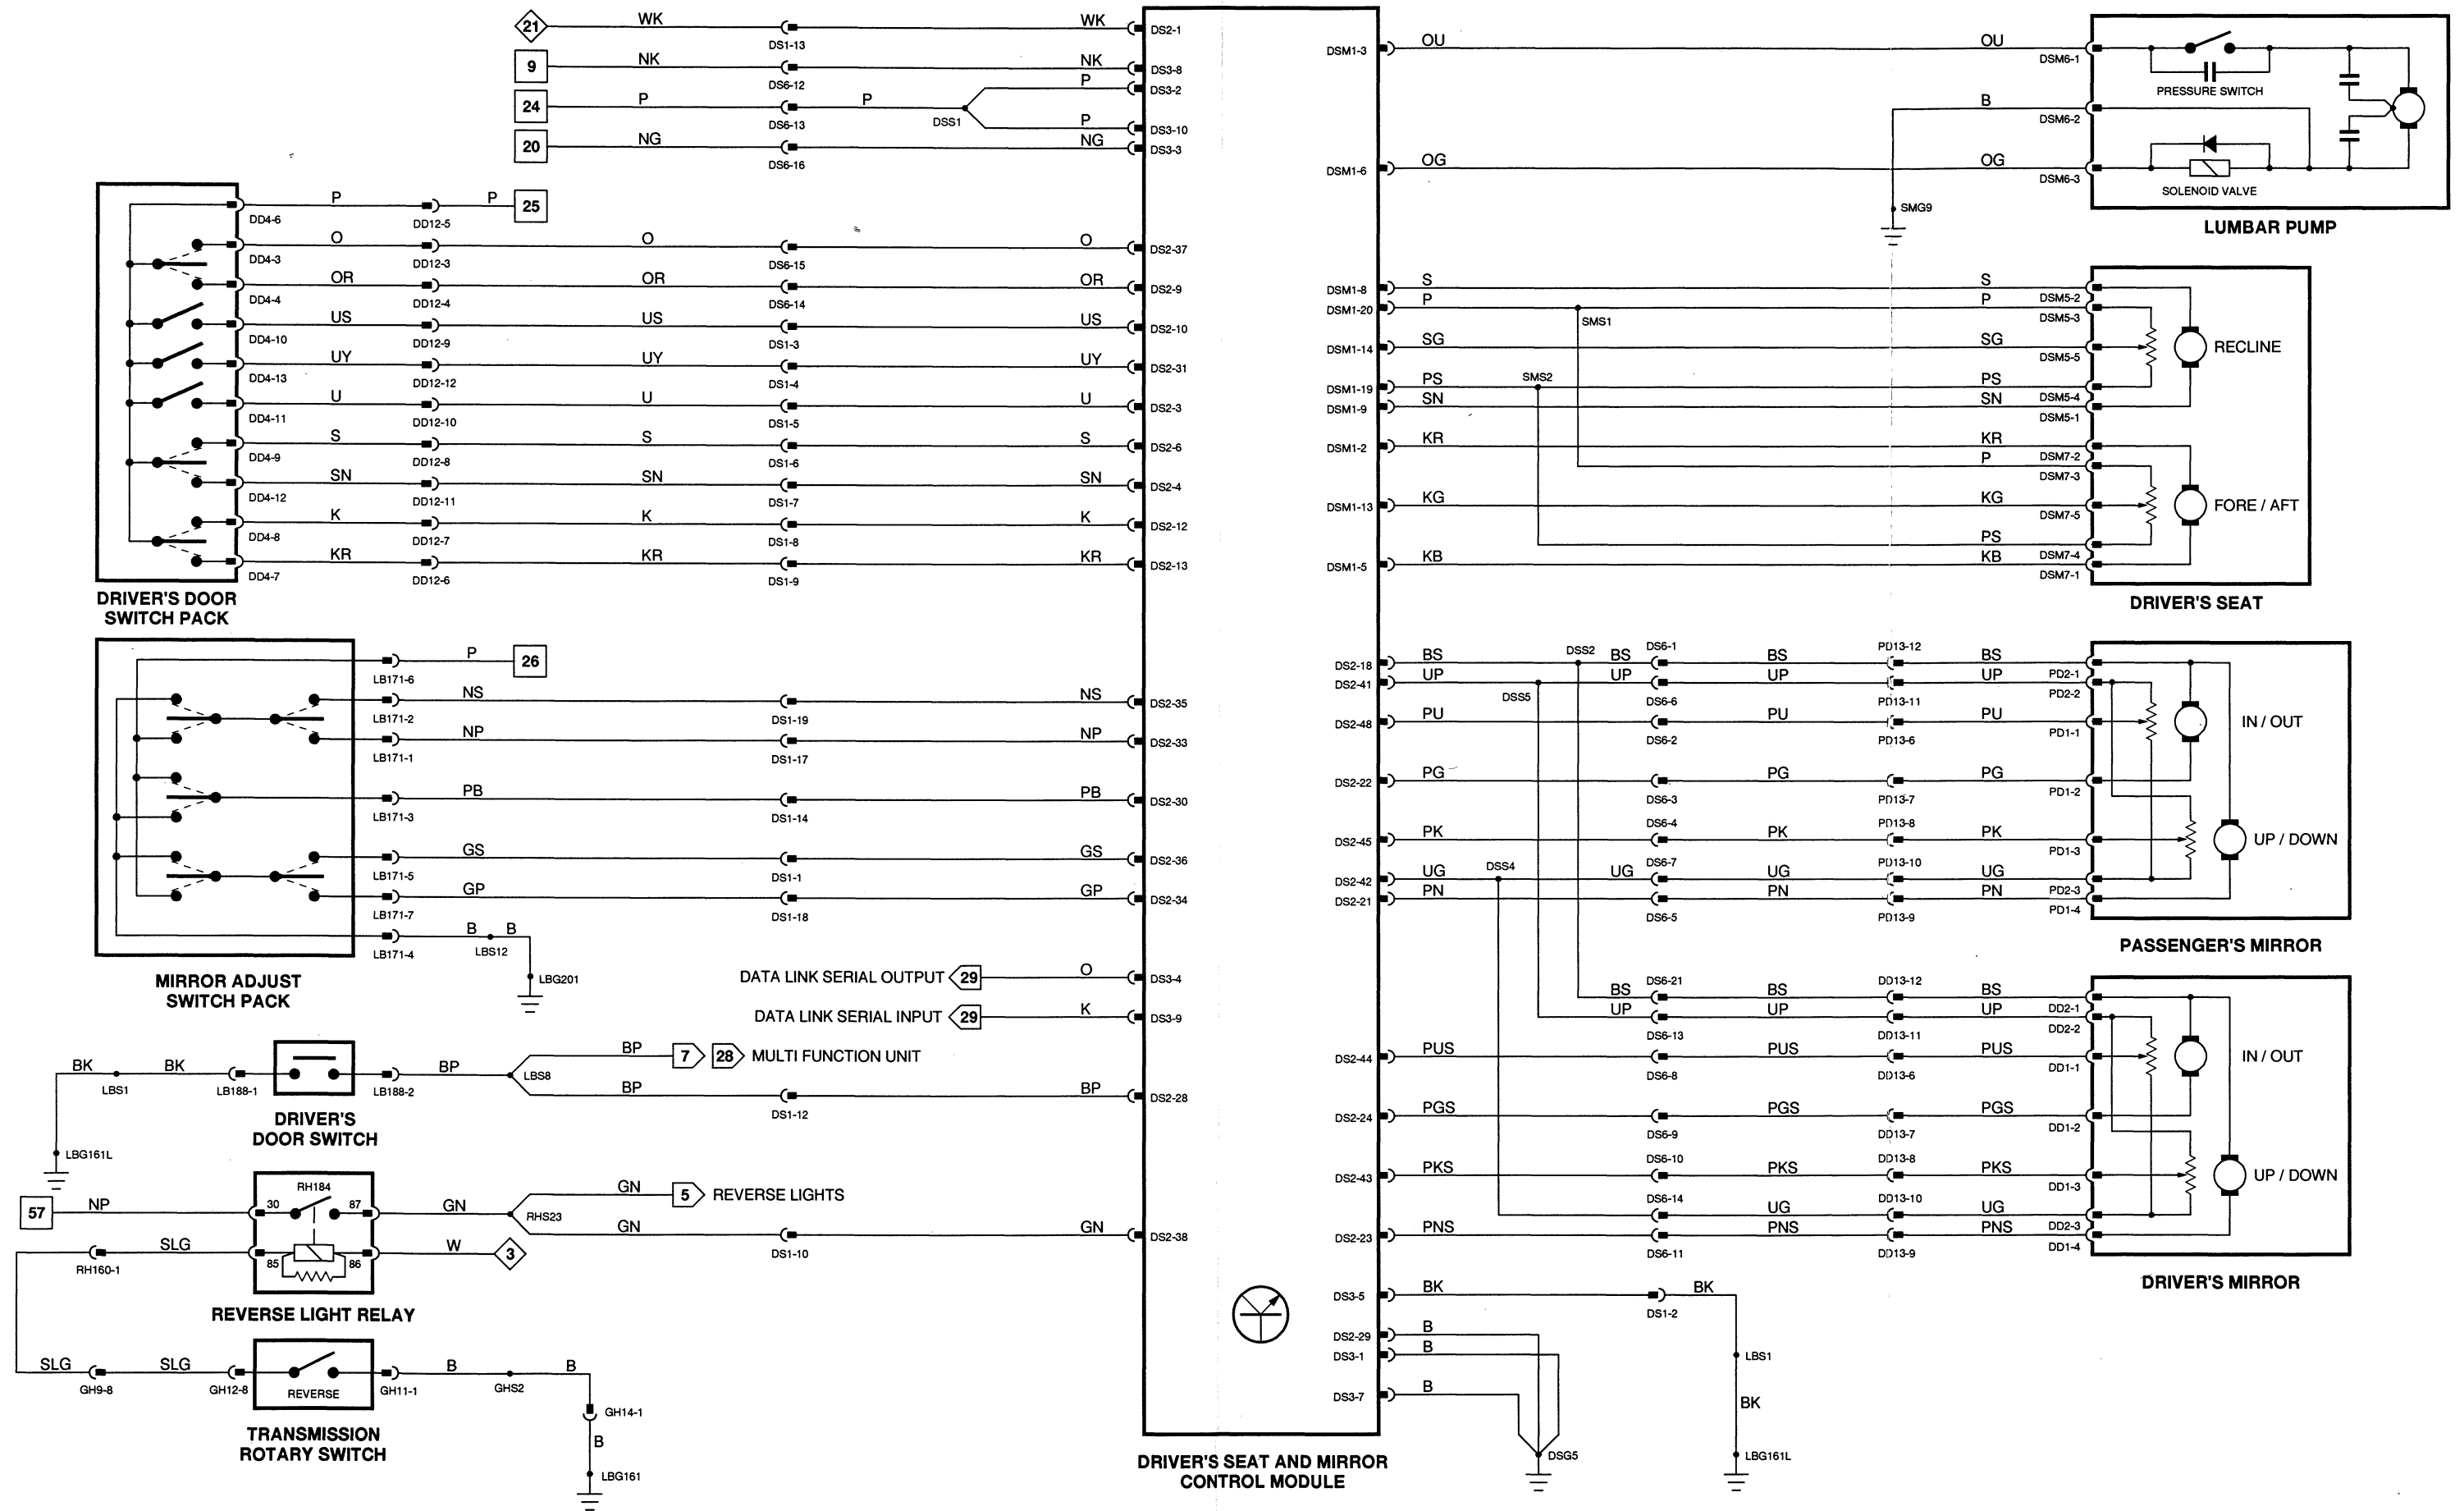 21 WK DS1-13 WK DS2-1
9 NK DS6-12 NK DS3-8
24 P DS6-13 P DSS1 P DS3-2
P DS3-10
20 NG DS6-16 NG DS3-3
DD4-6 P DD12-5 P 25
DD4-3 O DD12-3 O DS6-15 O DS2-37
DD4-4 OR DD12-4 OR DS6-14 OR DS2-9
DD4-10 US DD12-9 US DS1-3 US DS2-10
DD4-13 UY DD12-12 UY DS1-4 UY DS2-31
DD4-11 U DD12-10 U DS1-5 U DS2-3
DD4-9 S DD12-8 S DS1-6 S DS2-6
DD4-12 SN DD12-11 SN DS1-7 SN DS2-4
DD4-8 K DD12-7 K DS1-8 K DS2-12
DD4-7 KR DD12-6 KR DS1-9 KR DS2-13
DRIVER'S DOOR
SWITCH PACK
LB171-6 P 26
LB171-2 NS DS1-19 NS DS2-35
LB171-1 NP DS1-17 NP DS2-33
LB171-3 PB DS1-14 PB DS2-30
LB171-5 GS DS1-1 GS DS2-36
LB171-7 GP DS1-18 GP DS2-34
LB171-4 B LBS12 B LBG201
MIRROR ADJUST
SWITCH PACK
DATA LINK SERIAL OUTPUT 29 O DS3-4
DATA LINK SERIAL INPUT 29 K DS3-9
BK LBS1 BK LB188-1 LB188-2 BP LBS8
BP 7 28 MULTI FUNCTION UNIT
BP DS1-12 BP DS2-28
LBG161L
DRIVER'S
DOOR SWITCH
57 NP 30 RH184 87 GN RHS23
GN 5 REVERSE LIGHTS
GN DS1-10 GN DS2-38
RH160-1 SLG 85 86 W 3
REVERSE LIGHT RELAY
SLG GH9-8 SLG GH12-8 REVERSE GH11-1 B GHS2 B
GH14-1
B
LBG161
TRANSMISSION
ROTARY SWITCH
DRIVER'S SEAT AND MIRROR
CONTROL MODULE
DSM1-3 OU OU DSM6-1
PRESSURE SWITCH
B DSM6-2
DSM1-6 OG OG DSM6-3
SOLENOID VALVE
SMG9
LUMBAR PUMP
DSM1-8 S S DSM5-2
DSM1-20 P SMS1 P DSM5-3
DSM1-14 SG SG DSM5-5
RECLINE
DSM1-19 PS SMS2 PS DSM5-4
DSM1-9 SN SN DSM5-1
DSM1-2 KR KR DSM7-2
P DSM7-3
DSM1-13 KG KG DSM7-5
FORE / AFT
PS DSM7-4
DSM1-5 KB KB DSM7-1
DRIVER'S SEAT
DS2-18 BS DSS2 BS DS6-1 BS PD13-12 BS PD2-1
DS2-41 UP DSS5 UP DS6-6 UP PD13-11 UP PD2-2
DS2-48 PU DS6-2 PU PD13-6 PU PD1-1
IN / OUT
DS2-22 PG DS6-3 PG PD13-7 PG PD1-2
DS2-45 PK DS6-4 PK PD13-8 PK PD1-3
UP / DOWN
DS2-42 UG DSS4 UG DS6-7 UG PD13-10 UG PD2-3
DS2-21 PN DS6-5 PN PD13-9 PN PD1-4
PASSENGER'S MIRROR
BS DS6-21 BS DD13-12 BS DD2-1
UP DS6-13 UP DD13-11 UP DD2-2
DS2-44 PUS DS6-8 PUS DD13-6 PUS DD1-1
IN / OUT
DS2-24 PGS DS6-9 PGS DD13-7 PGS DD1-2
DS2-43 PKS DS6-10 PKS DD13-8 PKS DD1-3
UP / DOWN
DS6-14 UG DD13-10 UG DD2-3
DS2-23 PNS DS6-11 PNS DD13-9 PNS DD1-4
DRIVER'S MIRROR
DS3-5 BK DS1-2 BK
DS2-29 B
DS3-1 B
LBS1
DS3-7 B
BK
DSG5
LBG161L